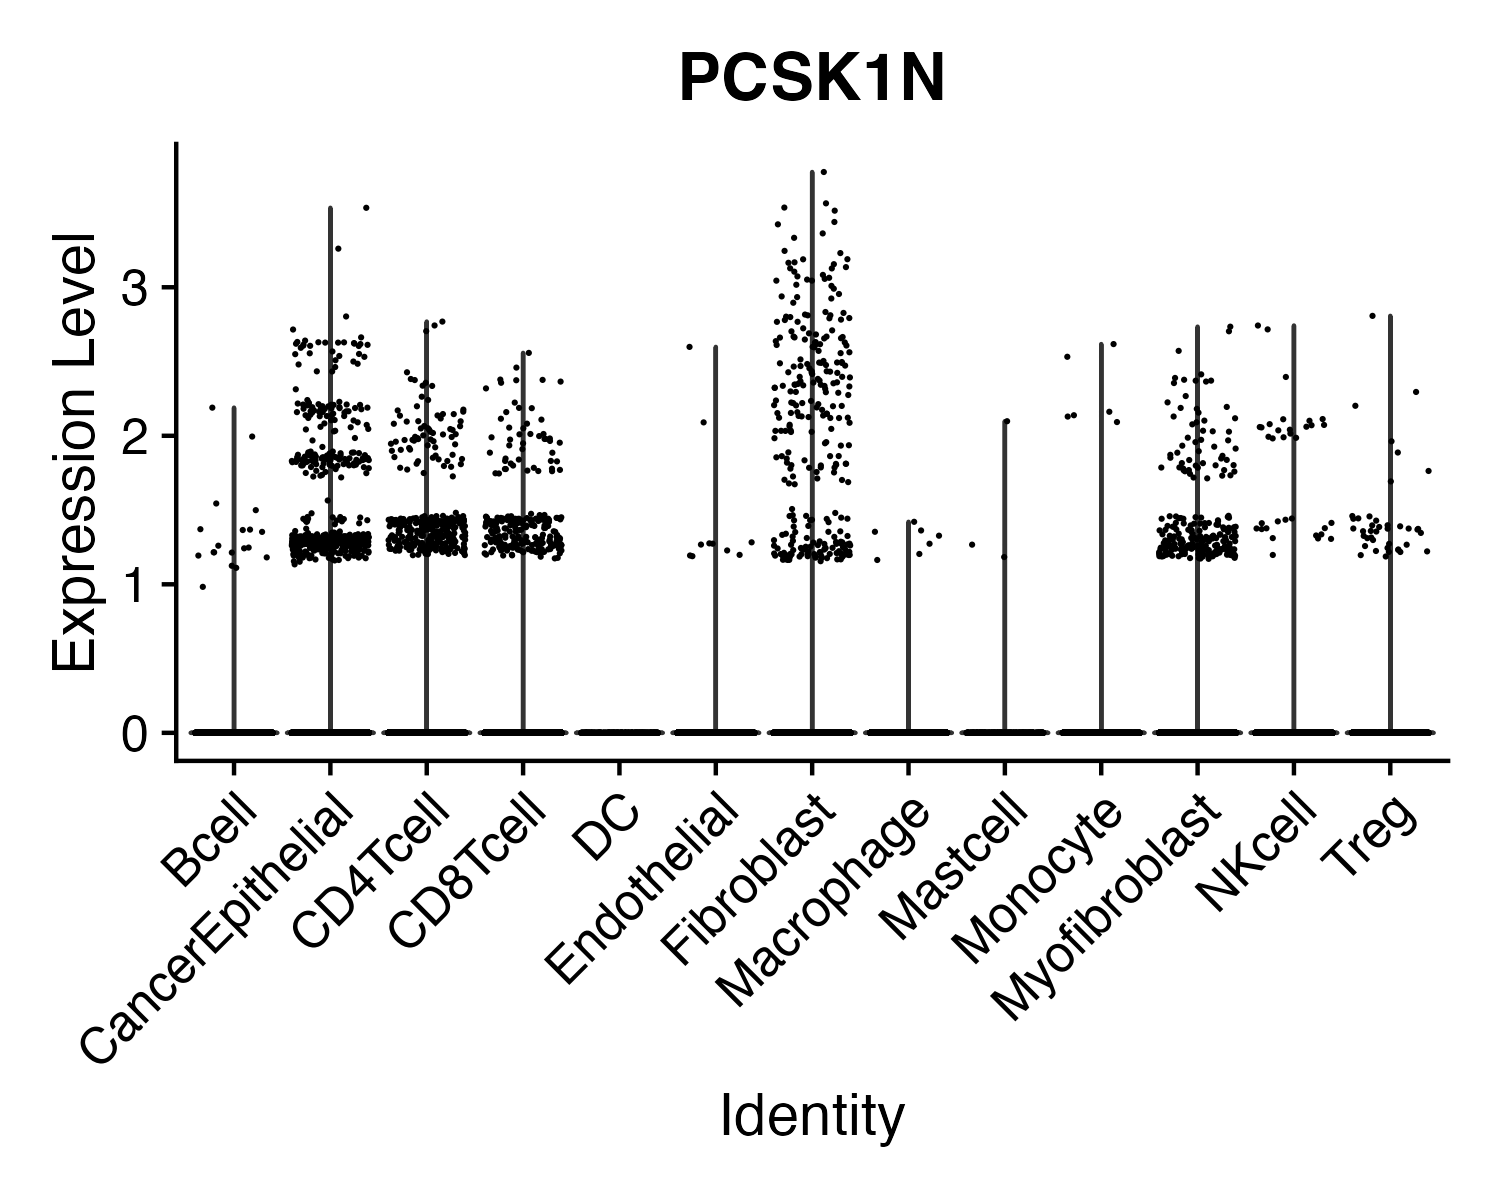 PCSK1N
Expression Level
3
2
1
0
Bcell
CancerEpithelial
CD4Tcell
CD8Tcell
DC
Endothelial
Fibroblast
Macrophage
Mastcell
Monocyte
Myofibroblast
NKcell
Treg
Identity